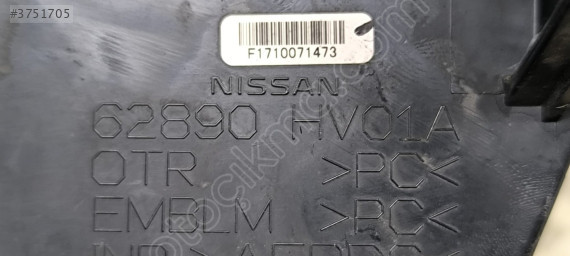 #3751705
F1710071473
NISSAN
62890 HV01A
OTR >PC<
EMBLM >PC<